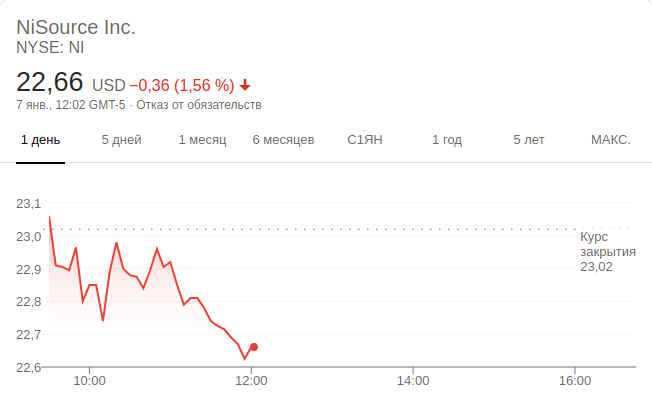 NiSource Inc.
NYSE: NI
22,66 USD −0,36 (1,56 %)
7 янв., 12:02 GMT-5 · Отказ от обязательств
1 день 5 дней 1 месяц 6 месяцев С1ЯН 1 год 5 лет МАКС.
23,1
23,0
Курс
закрытия
23,02
22,9
22,8
22,7
22,6
10:00 12:00 14:00 16:00